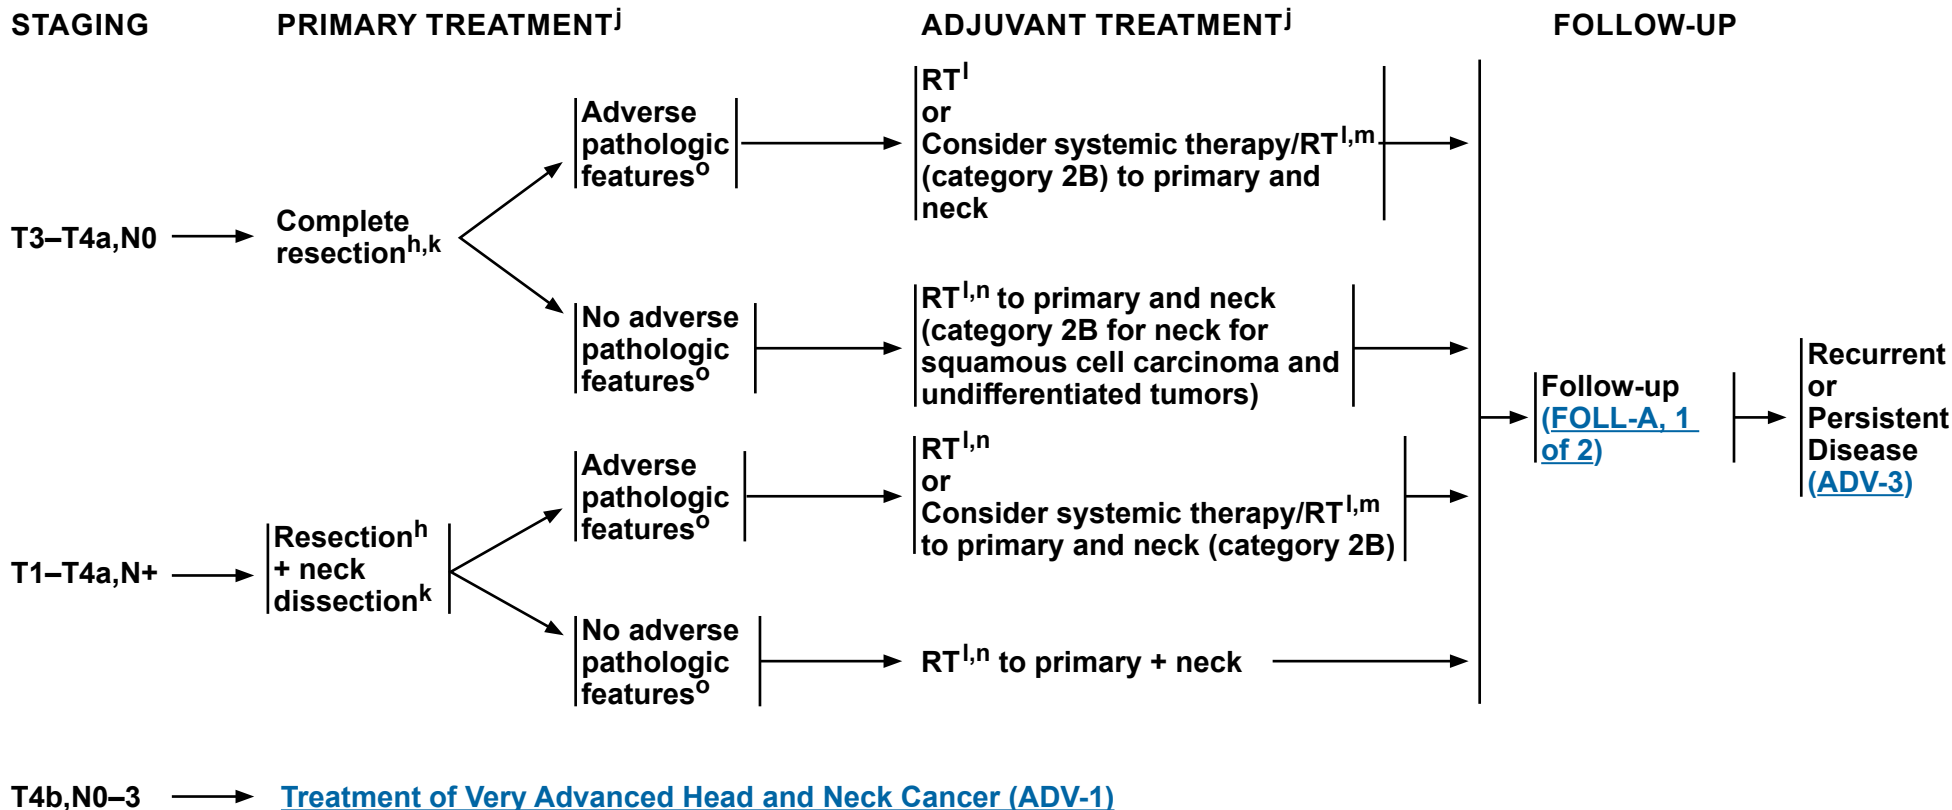 STAGING
PRIMARY TREATMENTj
ADJUVANT TREATMENTj
FOLLOW-UP
T3–T4a,N0
Complete
resectionh,k
Adverse
pathologic
featureso
RTl
or
Consider systemic therapy/RTl,m
(category 2B) to primary and
neck
No adverse
pathologic
featureso
RTl,n to primary and neck
(category 2B for neck for
squamous cell carcinoma and
undifferentiated tumors)
T1–T4a,N+
Resectionh
+ neck
dissectionk
Adverse
pathologic
featureso
RTl,n
or
Consider systemic therapy/RTl,m
to primary and neck (category 2B)
No adverse
pathologic
featureso
RTl,n to primary + neck
Follow-up
(FOLL-A, 1
of 2)
Recurrent
or
Persistent
Disease
(ADV-3)
T4b,N0–3
Treatment of Very Advanced Head and Neck Cancer (ADV-1)